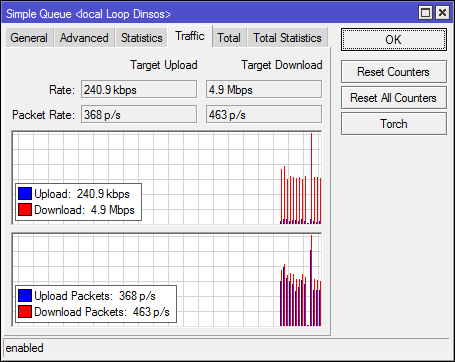 Simple Queue <local Loop Dinsos>
General Advanced Statistics Traffic Total Total Statistics
Target Upload Target Download
Rate: 240.9 kbps 4.9 Mbps
Packet Rate: 368 p/s 463 p/s
Upload: 240.9 kbps
Download: 4.9 Mbps
Upload Packets: 368 p/s
Download Packets: 463 p/s
OK
Reset Counters
Reset All Counters
Torch
enabled